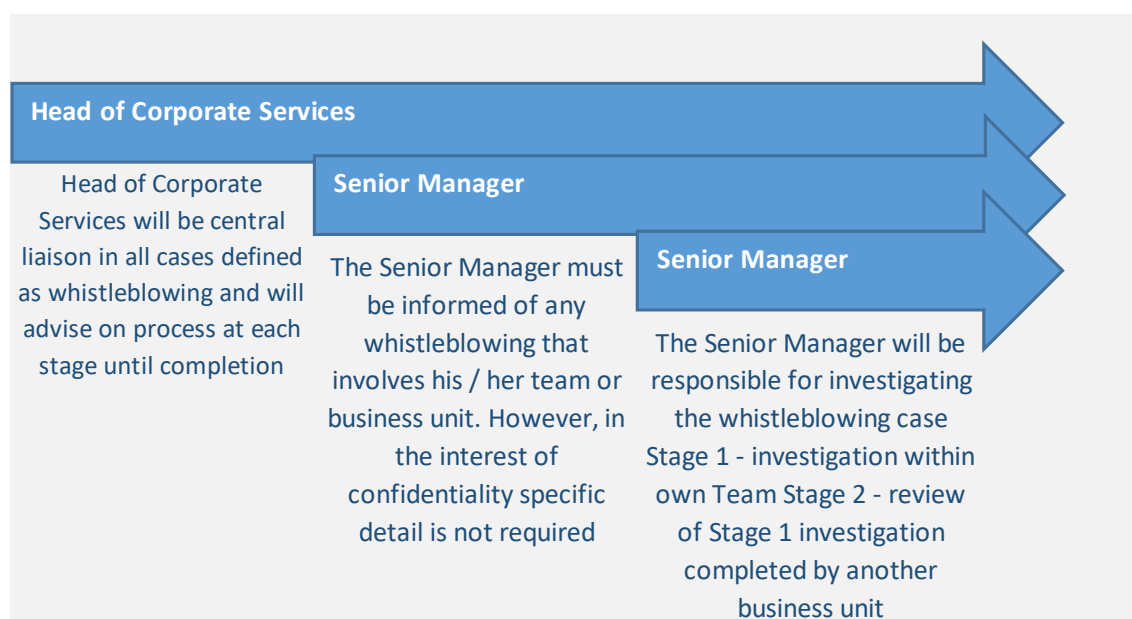 Head of Corporate Services
Head of Corporate
Services will be central
liaison in all cases defined
as whistleblowing and will
advise on process at each
stage until completion
Senior Manager
The Senior Manager must
be informed of any
whistleblowing that
involves his / her team or
business unit. However, in
the interest of
confidentiality specific
detail is not required
Senior Manager
The Senior Manager will be
responsible for investigating
the whistleblowing case
Stage 1 - investigation within
own Team Stage 2 - review
of Stage 1 investigation
completed by another
business unit